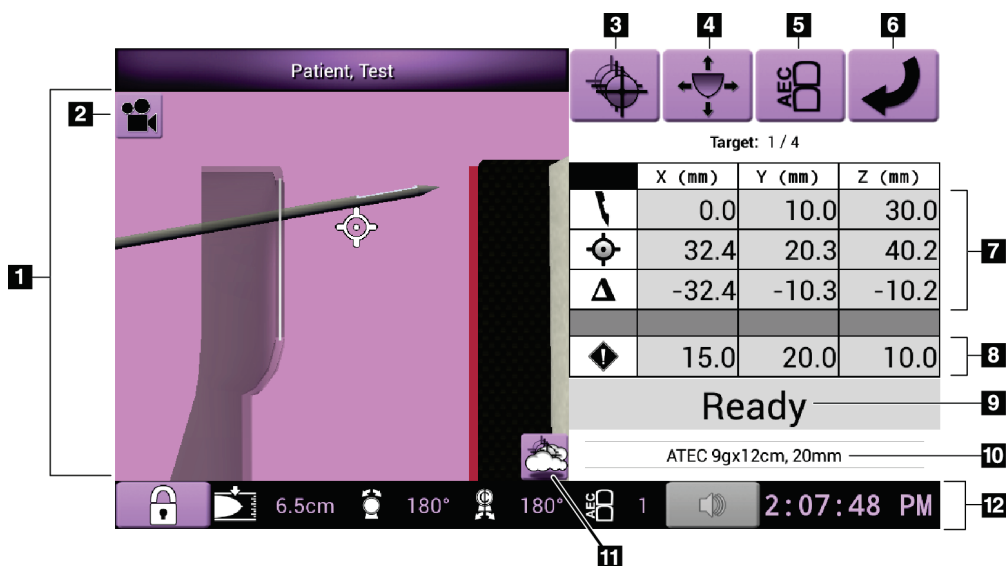 3 4 5 6
Patient, Test
AEC
1
2
Target: 1 / 4
X (mm) Y (mm) Z (mm)
0.0 10.0 30.0
32.4 20.3 40.2
Δ -32.4 -10.3 -10.2
7
15.0 20.0 10.0
8
Ready
9
ATEC 9gx12cm, 20mm
10
6.5cm 180° C 180° AEC 1 2:07:48 PM
12
11